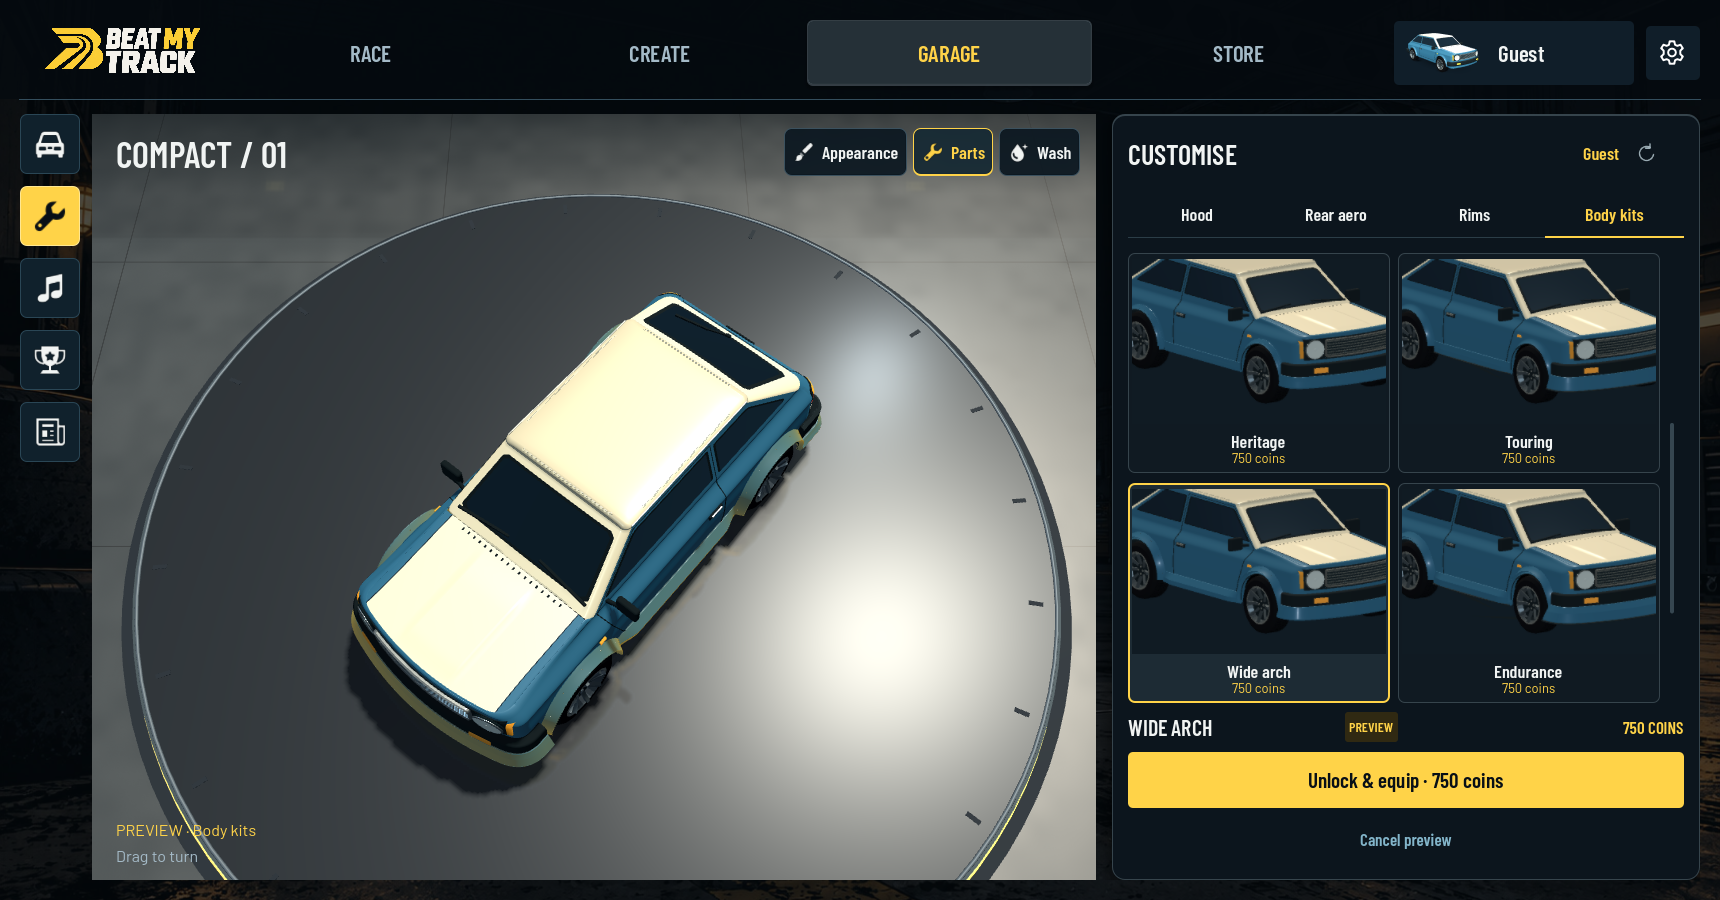 BEAT MY
TRACK
RACE
CREATE
GARAGE
STORE
Guest
COMPACT / 01
Appearance
Parts
Wash
CUSTOMISE
Guest
Hood
Rear aero
Rims
Body kits
Heritage
750 coins
Touring
750 coins
Wide arch
750 coins
Endurance
750 coins
WIDE ARCH
PREVIEW
750 COINS
Unlock & equip · 750 coins
Cancel preview
PREVIEW · Body kits
Drag to turn